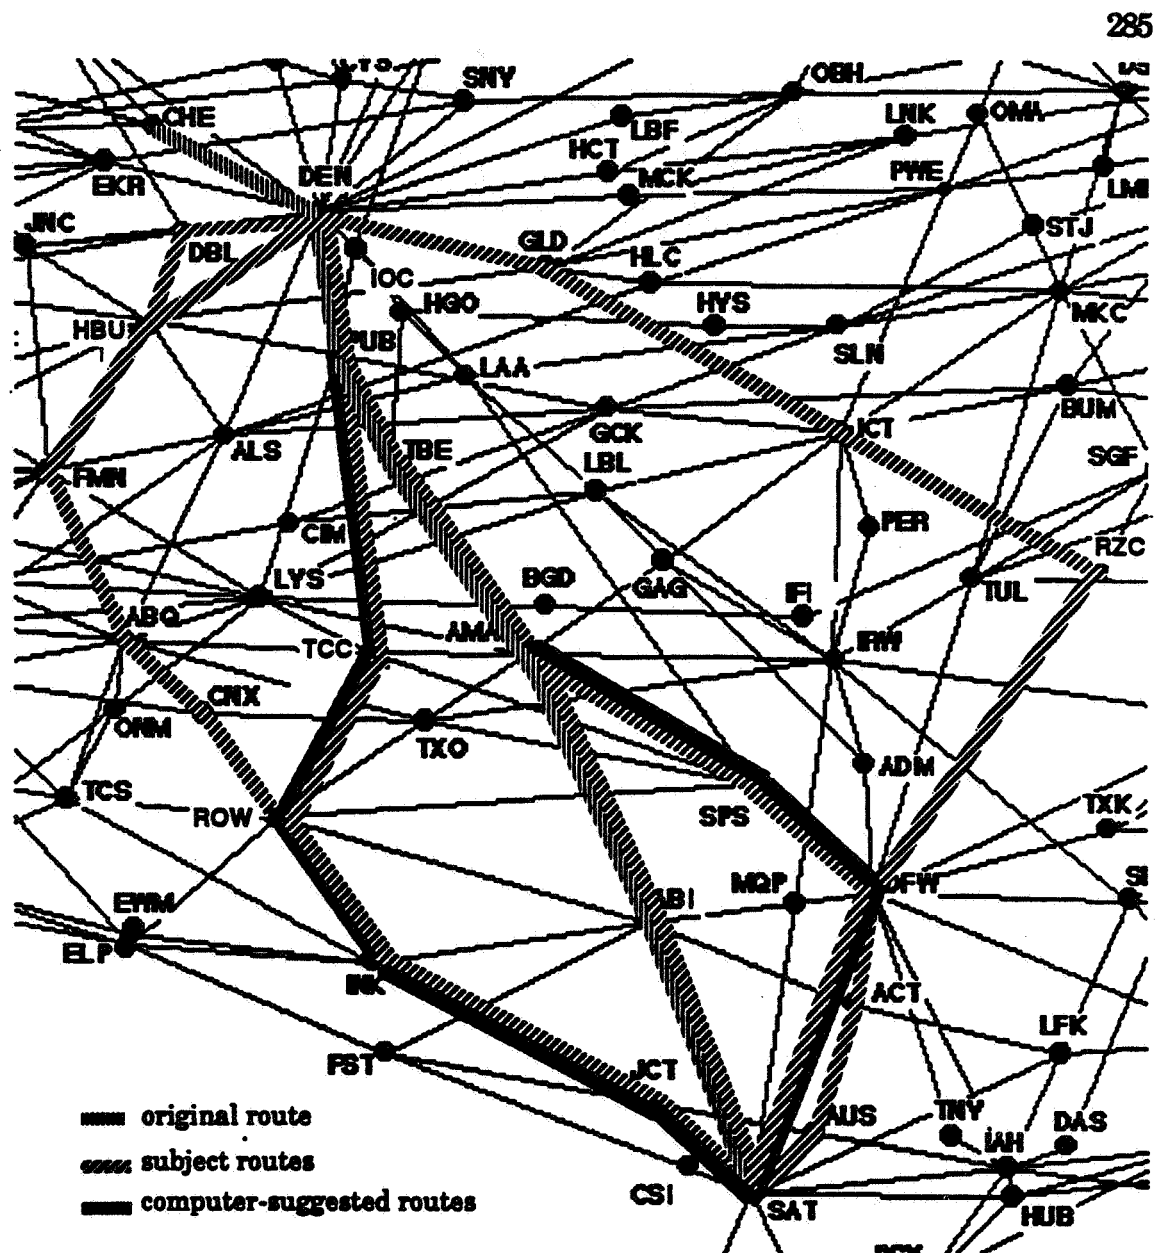 285
SNY
OBH
CHE
LBF
LNK
OMA
HCT
EKR
DEN
MCK
PWE
JNC
DBL
GLD
STJ
IOC
HLC
HGO
HYS
MKC
HBU
PUB
SLN
LAA
BUM
GCK
ICT
ALS
TBE
LBL
SGF
FMN
CIM
PER
RZC
LYS
BGD
GAG
IFI
TUL
ABQ
TCC
AMA
IRW
CNX
ONM
TXO
ADM
TCS
ROW
SPS
TXK
MQP
DFW
EWM
ABI
ELP
INK
ACT
LFK
FST
JCT
original route
AUS
TNY
IAH
DAS
subject routes
computer-suggested routes
CSI
SAT
HUB